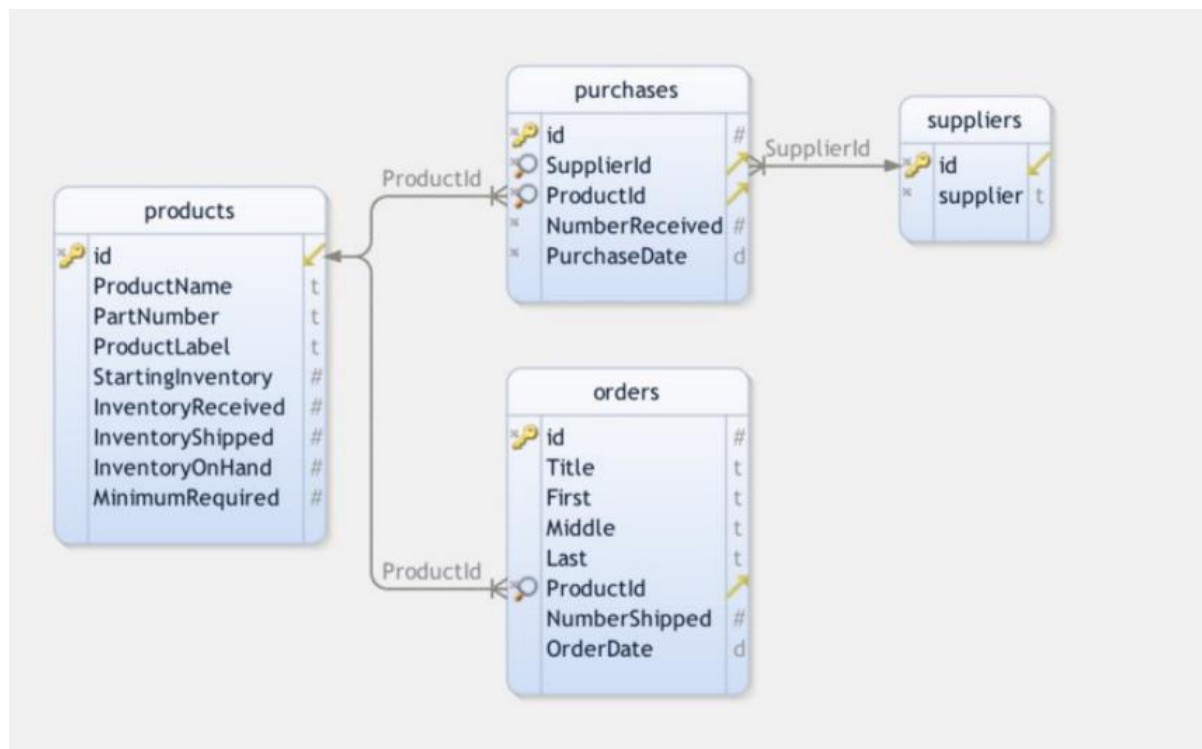 products
id
ProductName t
PartNumber t
ProductLabel t
StartingInventory #
InventoryReceived #
InventoryShipped #
InventoryOnHand #
MinimumRequired #
ProductId
ProductId
purchases
id #
SupplierId
ProductId
NumberReceived #
PurchaseDate d
SupplierId
suppliers
id
supplier t
orders
id #
Title t
First t
Middle t
Last t
ProductId
NumberShipped #
OrderDate d